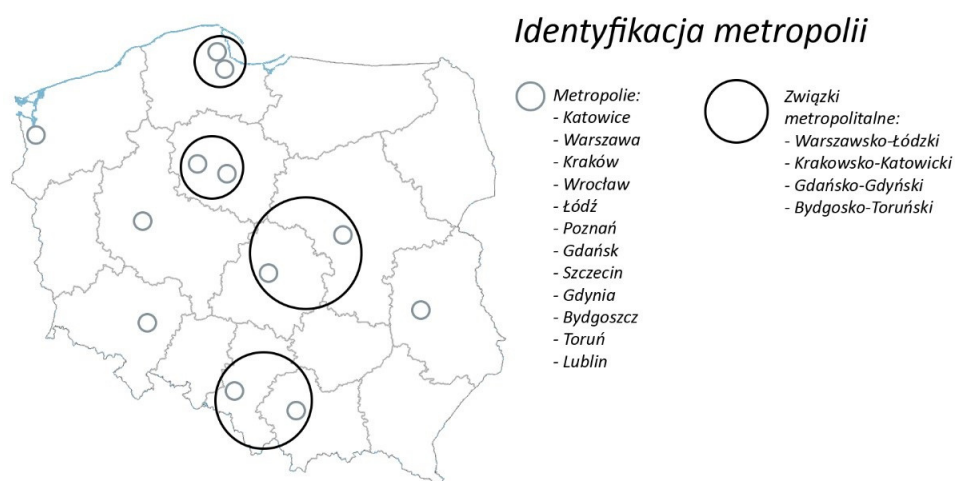 Identyfikacja metropolii
Metropolie:
- Katowice
- Warszawa
- Kraków
- Wrocław
- Łódź
- Poznań
- Gdańsk
- Szczecin
- Gdynia
- Bydgoszcz
- Toruń
- Lublin
Związki
metropolitalne:
- Warszawsko-Łódzki
- Krakowsko-Katowicki
- Gdańsko-Gdyński
- Bydgosko-Toruński